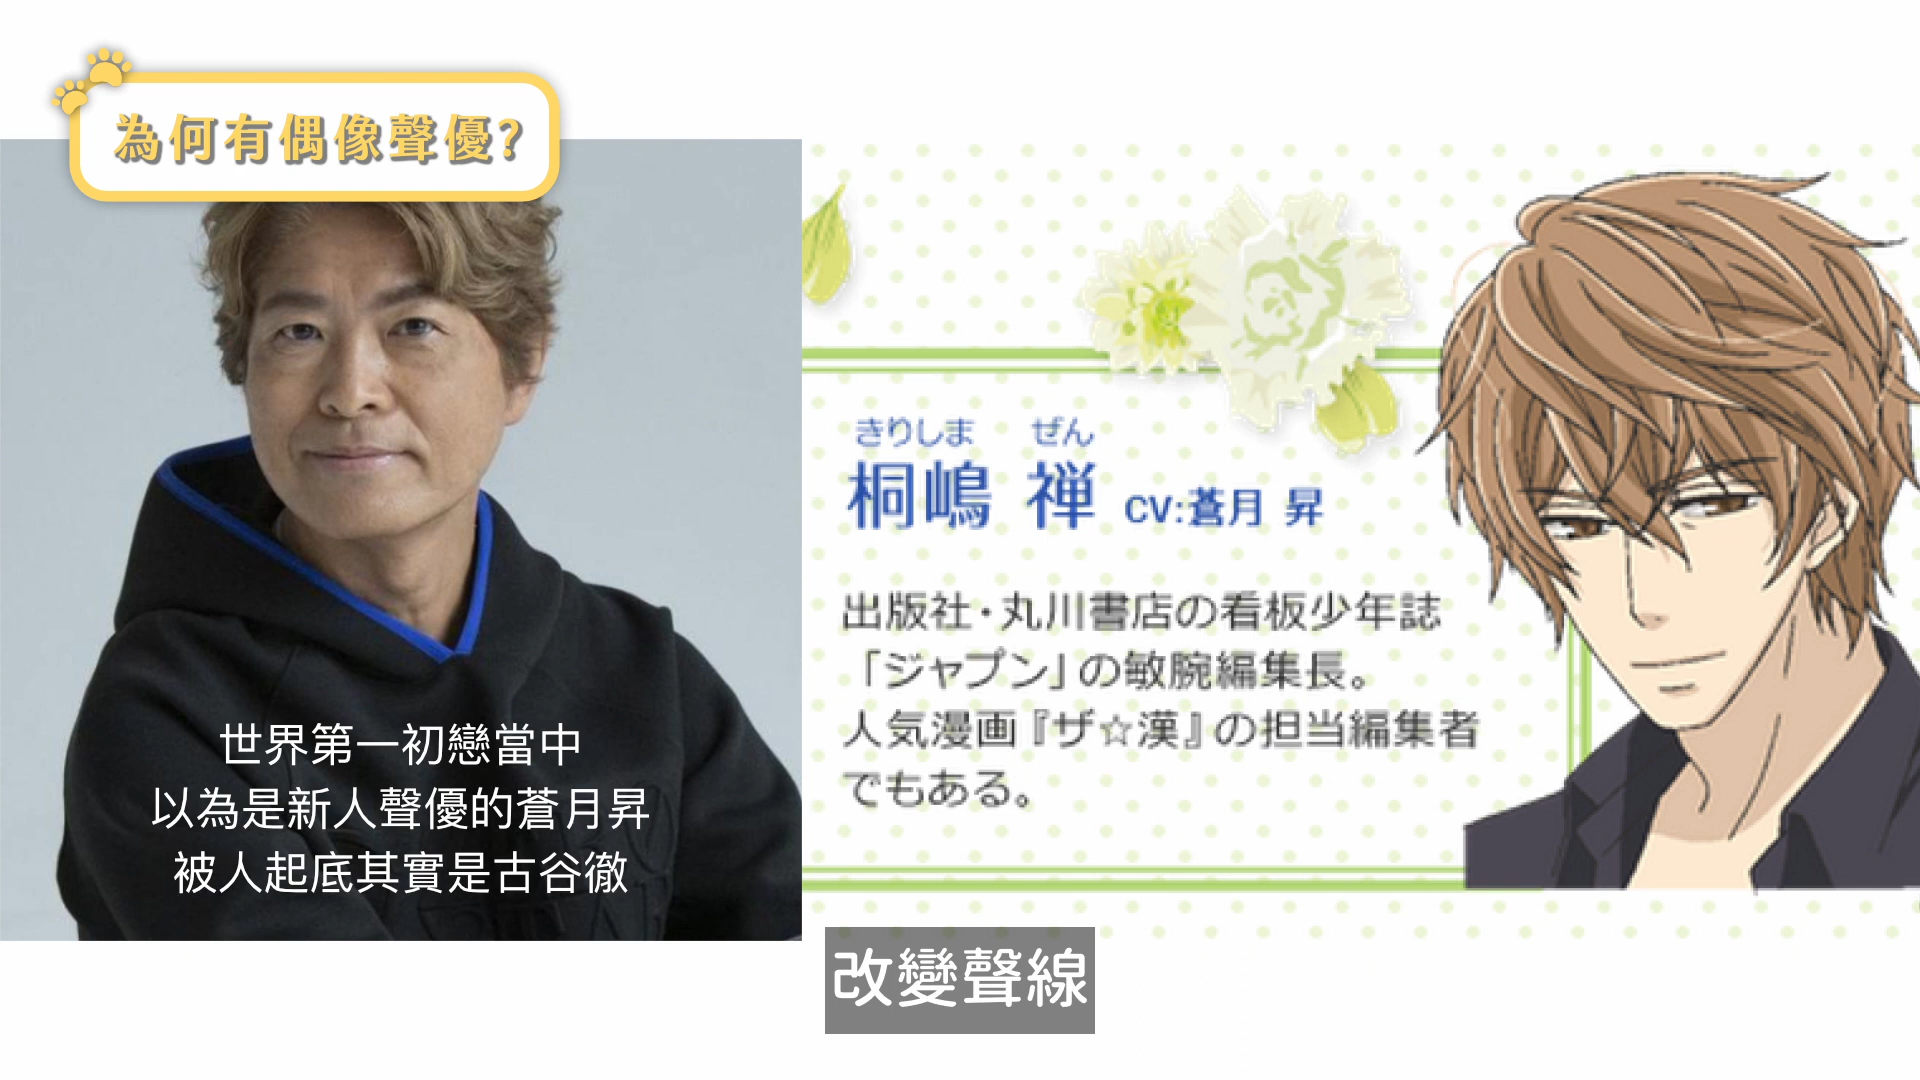 為何有偶像聲優?
世界第一初戀當中
以為是新人聲優的蒼月昇
被人起底其實是古谷徹
きりしま ぜん
桐嶋 禅 CV:蒼月 昇
出版社・丸川書店の看板少年誌
「ジャプン」の敏腕編集長。
人気漫画『ザ☆漢』の担当編集者
でもある。
改變聲線